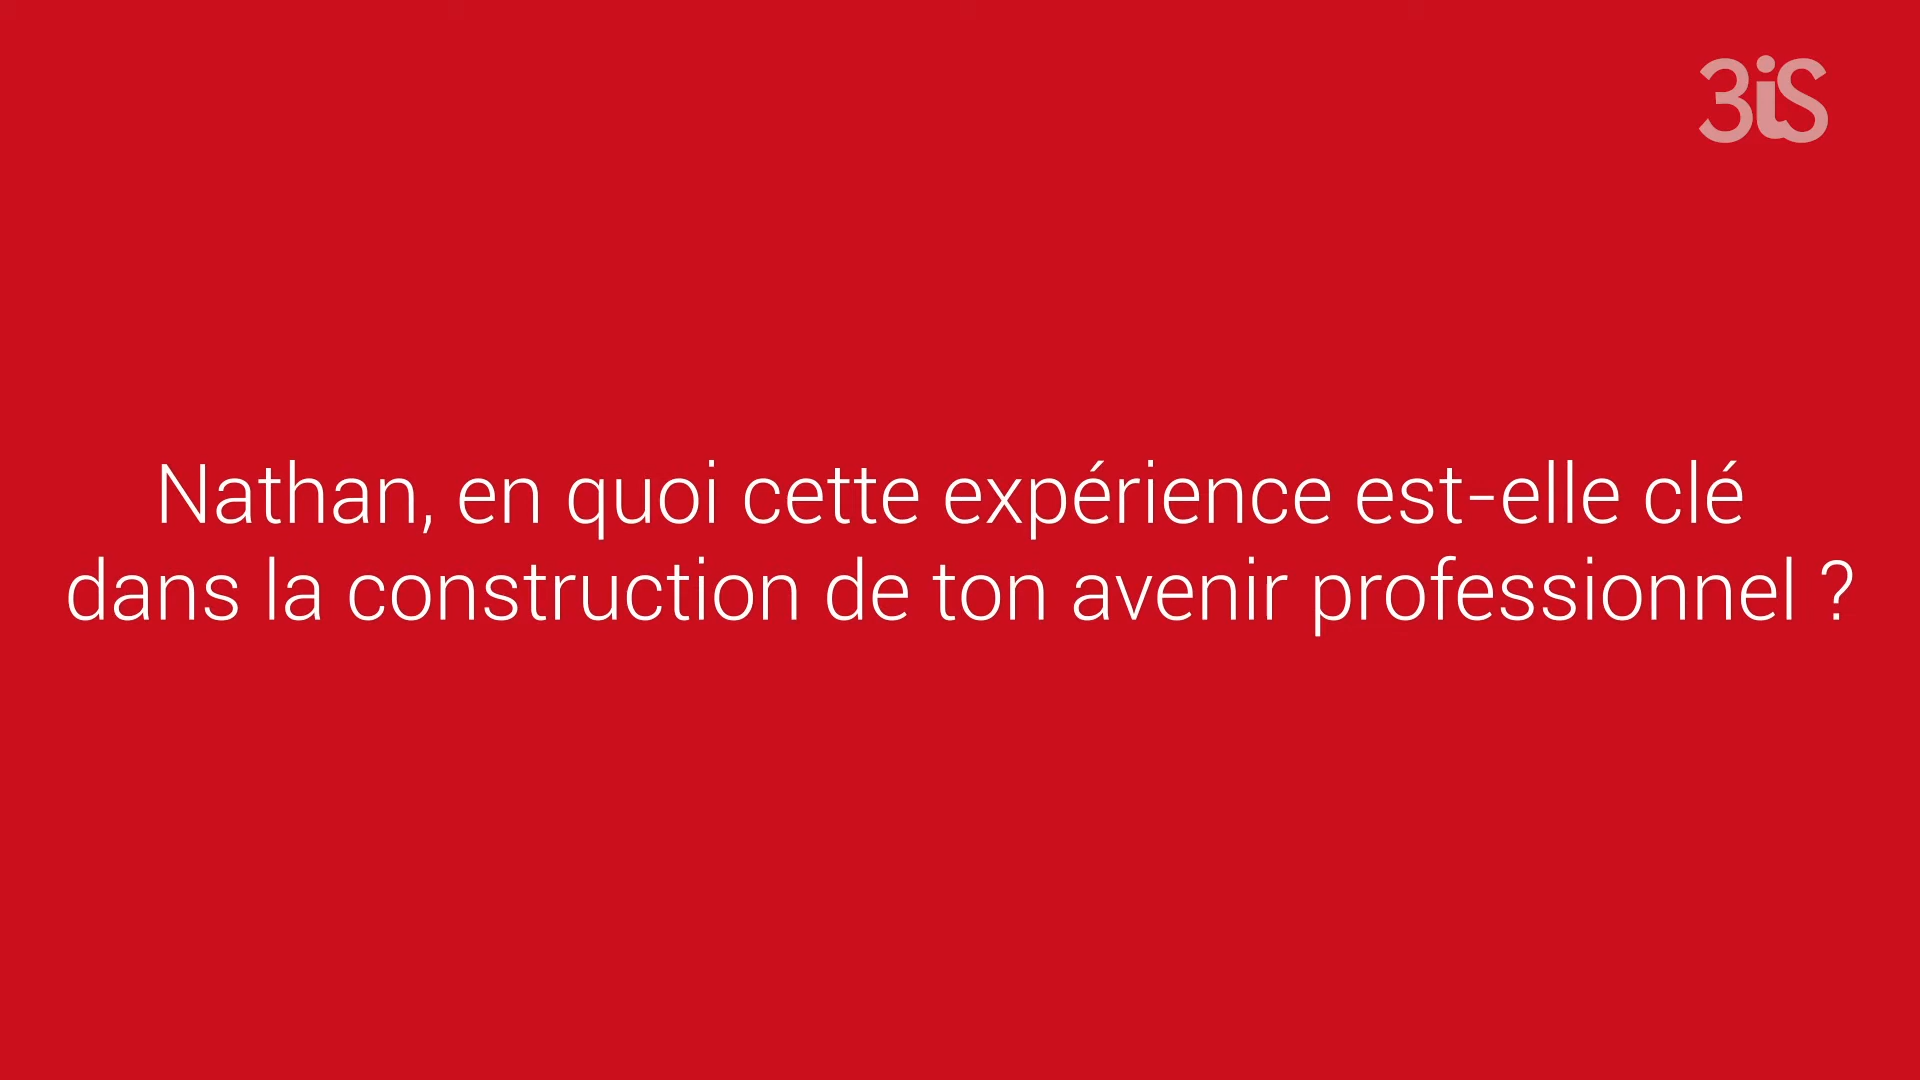 3iS
Nathan, en quoi cette expérience est-elle clé
dans la construction de ton avenir professionnel ?